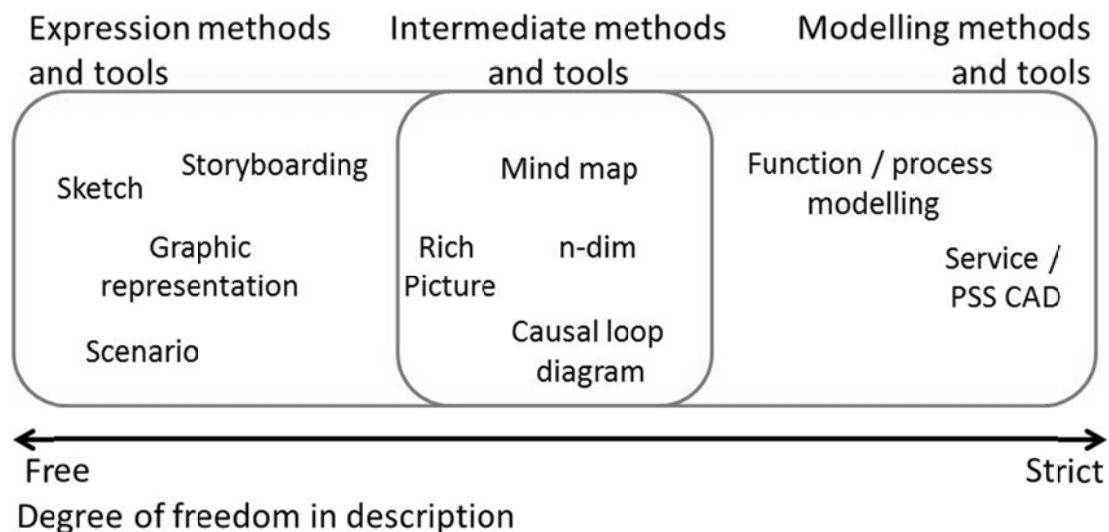 Expression methods
and tools
Intermediate methods
and tools
Modelling methods
and tools
Storyboarding
Sketch
Graphic
representation
Scenario
Mind map
Rich
Picture
n-dim
Causal loop
diagram
Function / process
modelling
Service /
PSS CAD
Free
Strict
Degree of freedom in description